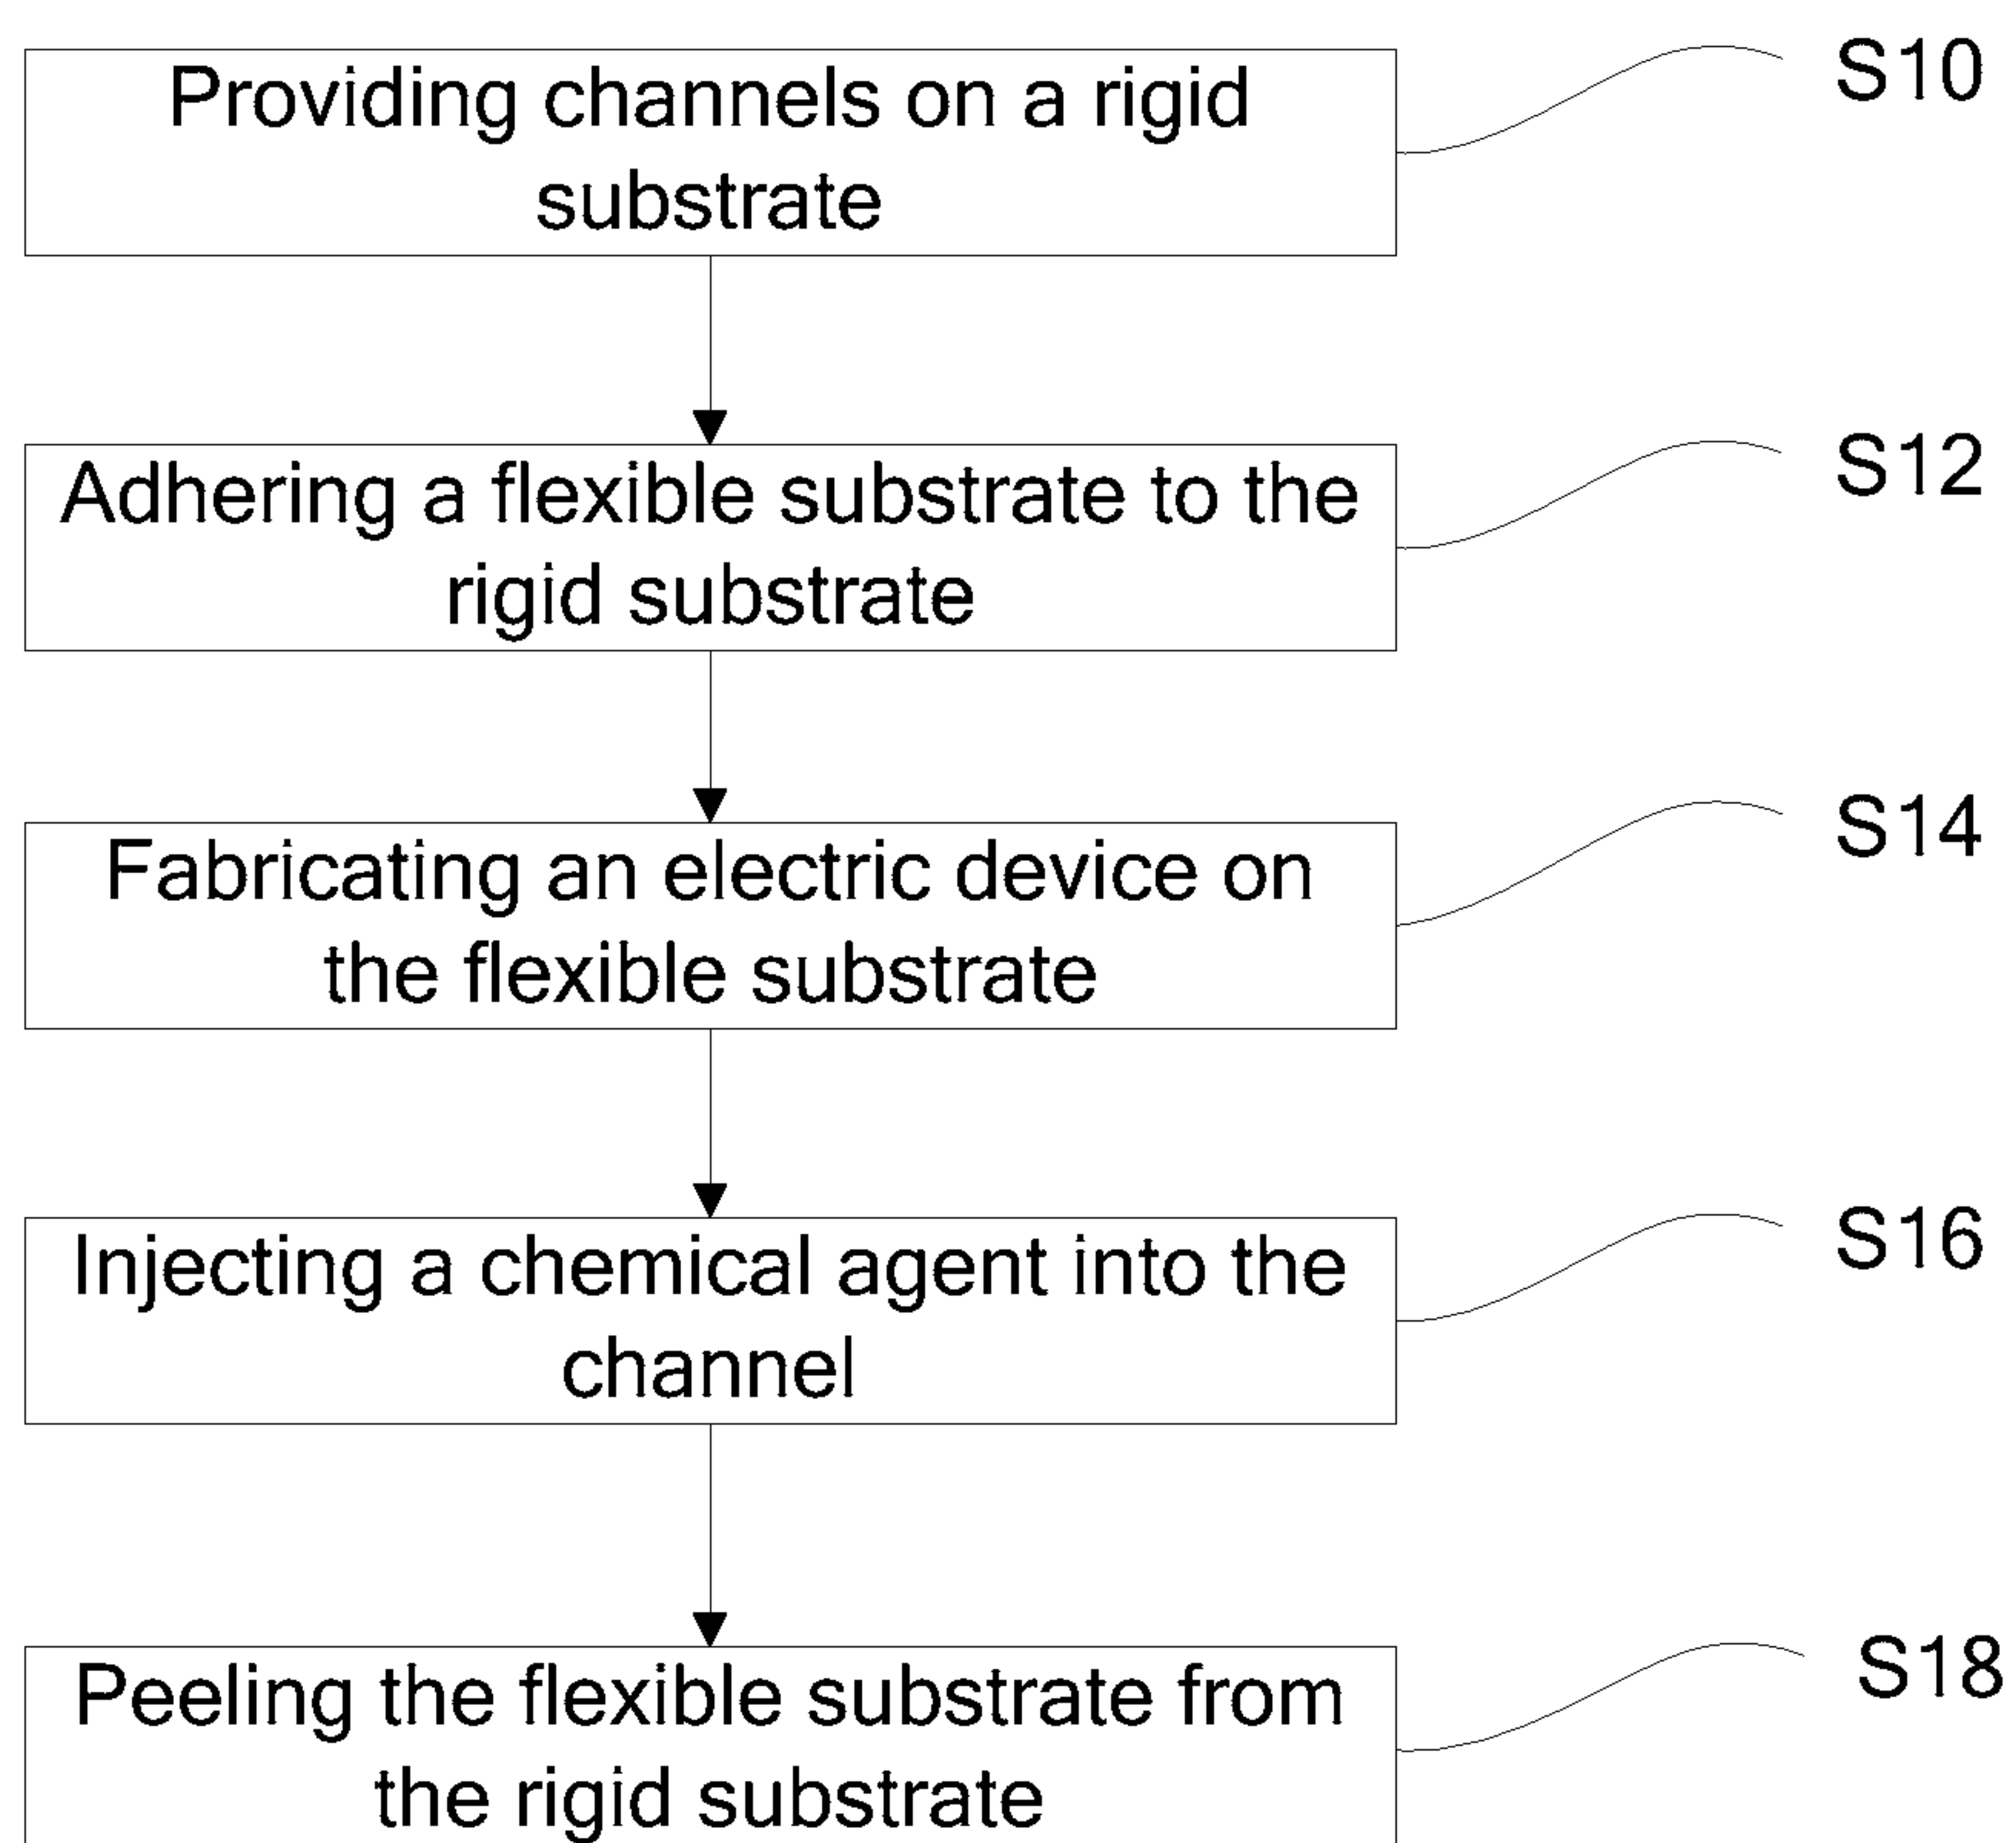 Providing channels on a rigid
substrate
S10
Adhering a flexible substrate to the
rigid substrate
S12
Fabricating an electric device on
the flexible substrate
S14
Injecting a chemical agent into the
channel
S16
Peeling the flexible substrate from
the rigid substrate
S18